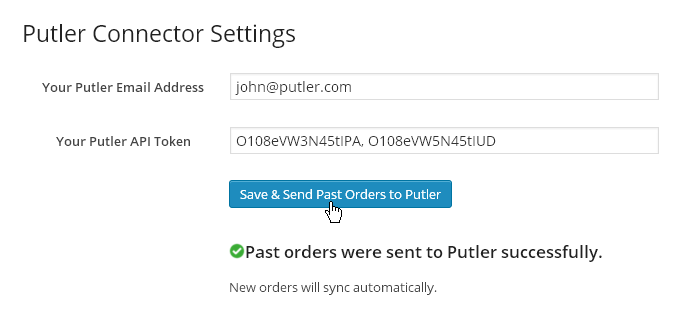 Putler Connector Settings
Your Putler Email Address
john@putler.com
Your Putler API Token
O108eVW3N45tIPA, O108eVW5N45tIUD
Save & Send Past Orders to Putler
Past orders were sent to Putler successfully.
New orders will sync automatically.